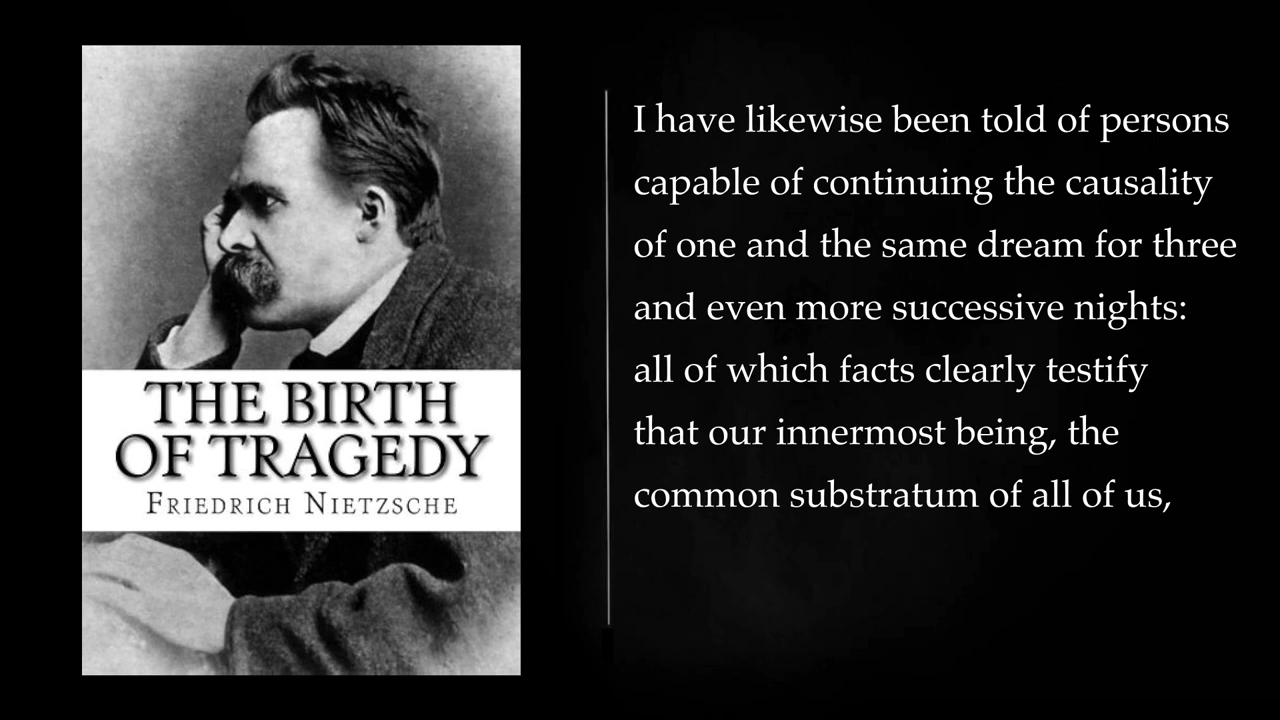 THE BIRTH
OF TRAGEDY
FRIEDRICH NIETZSCHE
I have likewise been told of persons
capable of continuing the causality
of one and the same dream for three
and even more successive nights:
all of which facts clearly testify
that our innermost being, the
common substratum of all of us,